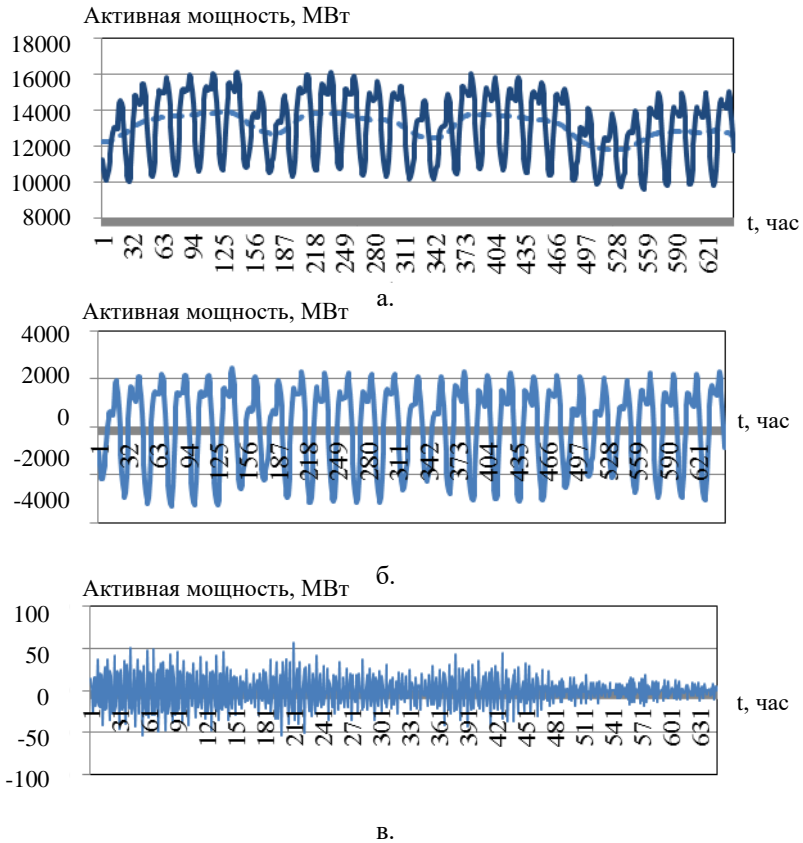 Активная мощность, МВт
18000
16000
14000
12000
10000
8000
1 32 63 94 125 156 187 218 249 280 311 342 373 404 435 466 497 528 559 590 621
t, час
а.
Активная мощность, МВт
4000
2000
0
-2000
-4000
1 32 63 94 125 156 187 218 249 280 311 342 373 404 435 466 497 528 559 590 621
t, час
б.
Активная мощность, МВт
100
50
0
-50
-100
1 31 61 91 121 151 181 211 241 271 301 331 361 391 421 451 481 511 541 571 601 631
t, час
в.